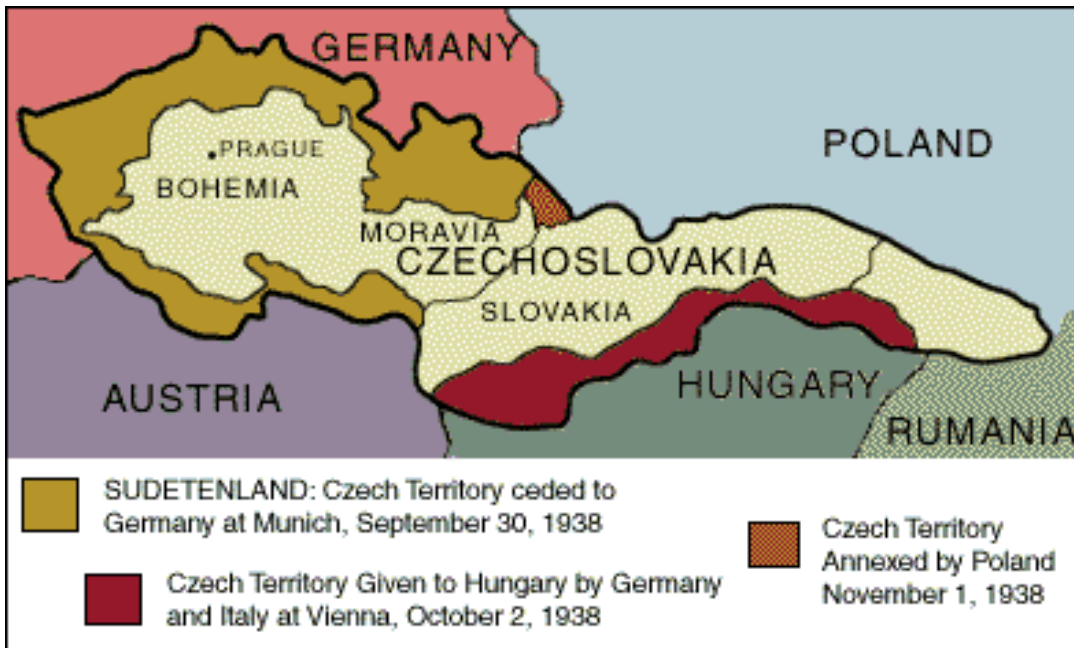 GERMANY
POLAND
PRAGUE
BOHEMIA
MORAVIA
CZECHOSLOVAKIA
SLOVAKIA
AUSTRIA
HUNGARY
RUMANIA
SUDETENLAND: Czech Territory ceded to
Germany at Munich, September 30, 1938
Czech Territory
Annexed by Poland
November 1, 1938
Czech Territory Given to Hungary by Germany
and Italy at Vienna, October 2, 1938